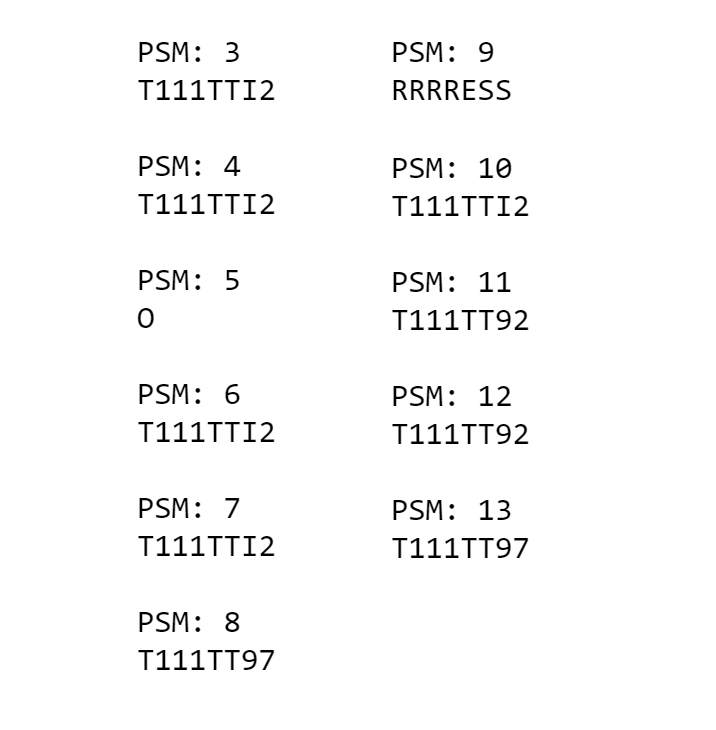 PSM: 3
T111TTI2
PSM: 4
T111TTI2
PSM: 5
O
PSM: 6
T111TTI2
PSM: 7
T111TTI2
PSM: 8
T111TT97
PSM: 9
RRRRESS
PSM: 10
T111TTI2
PSM: 11
T111TT92
PSM: 12
T111TT92
PSM: 13
T111TT97